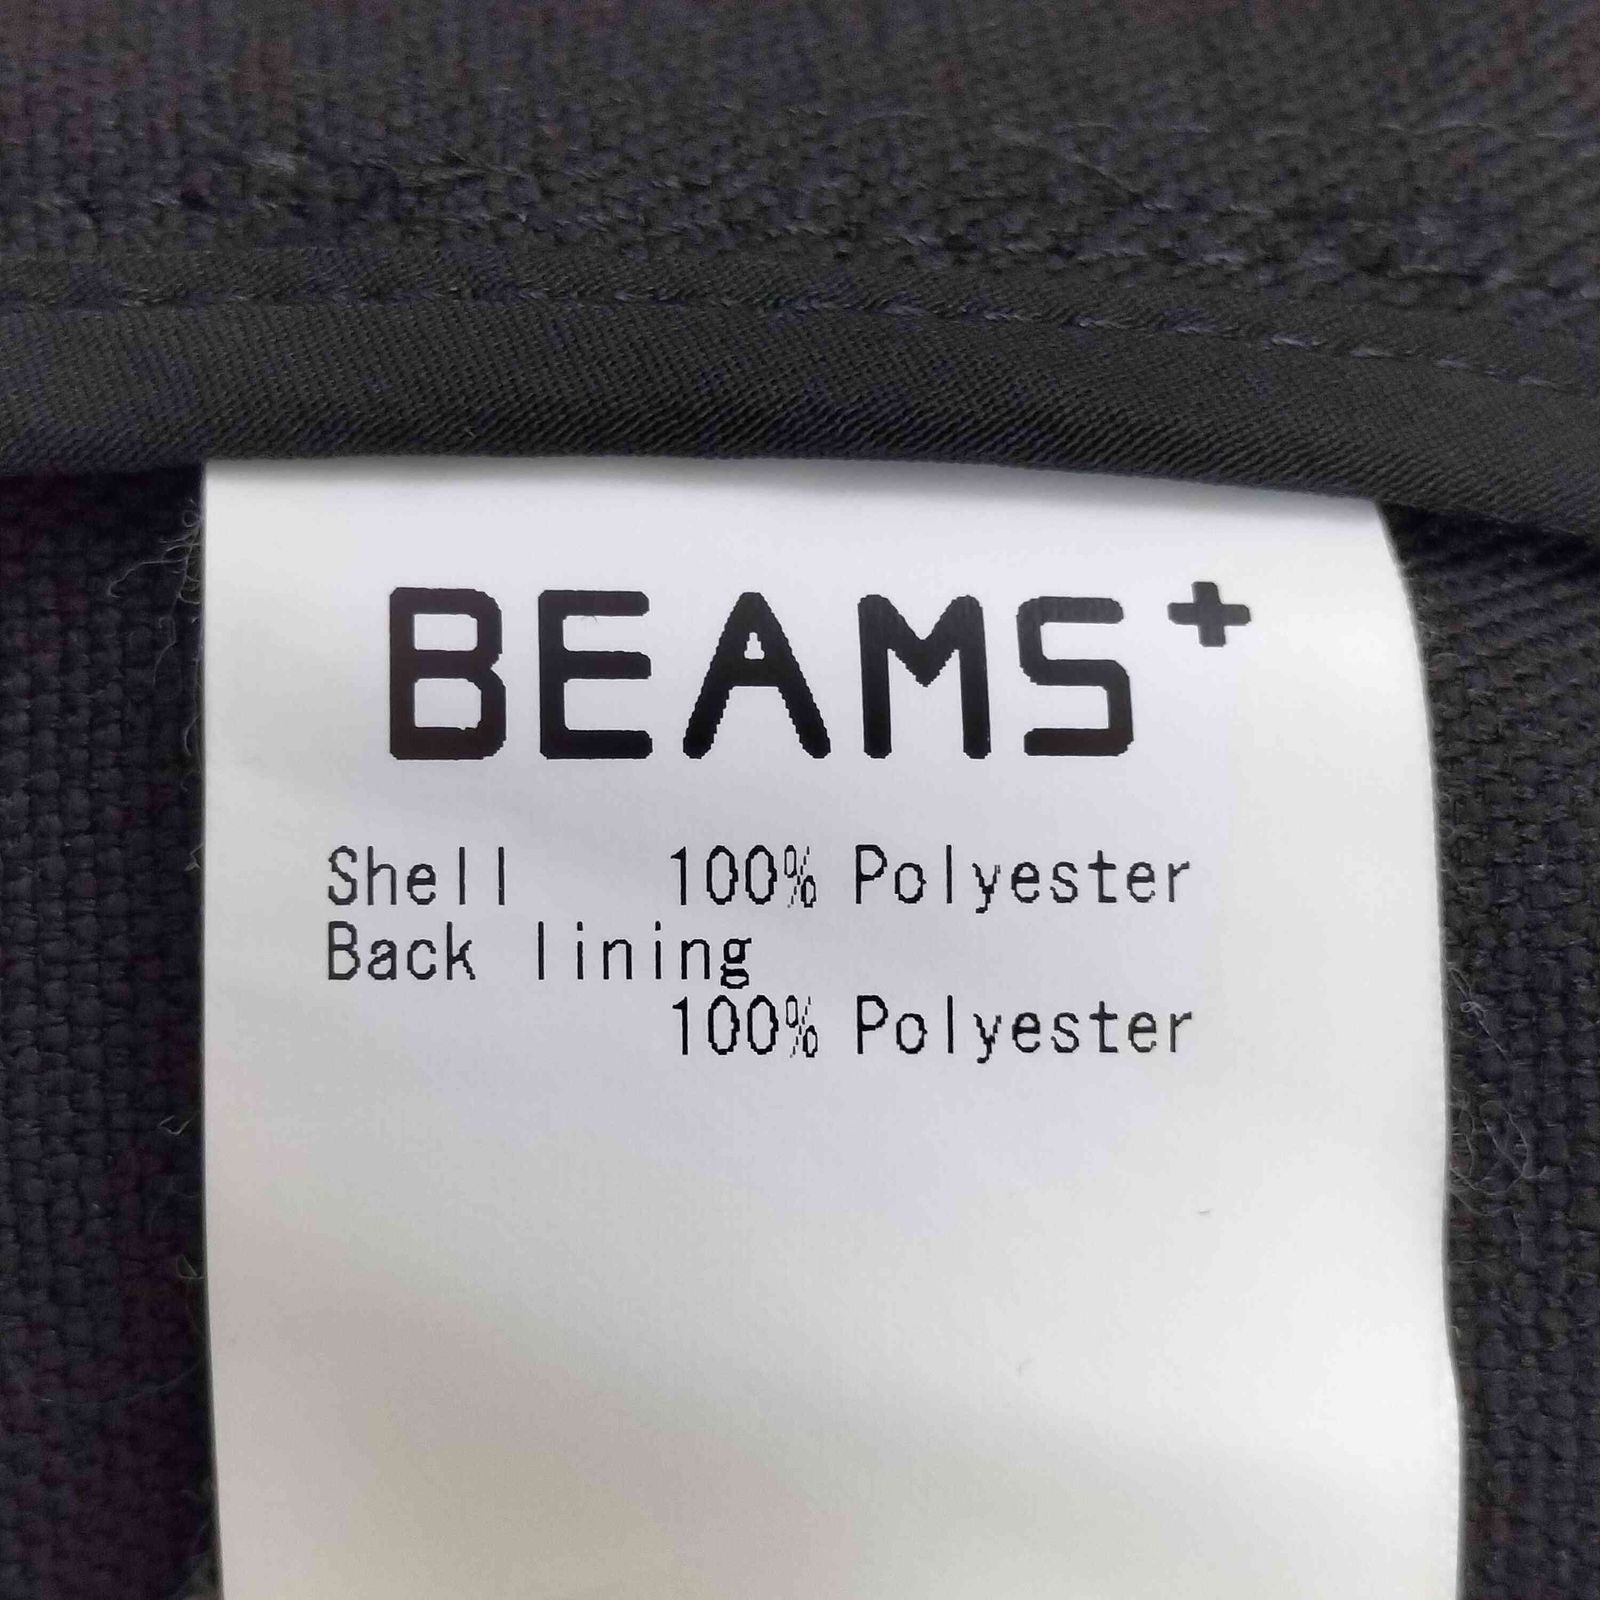 BEAMS+
Shell 100% Polyester
Back lining
100% Polyester